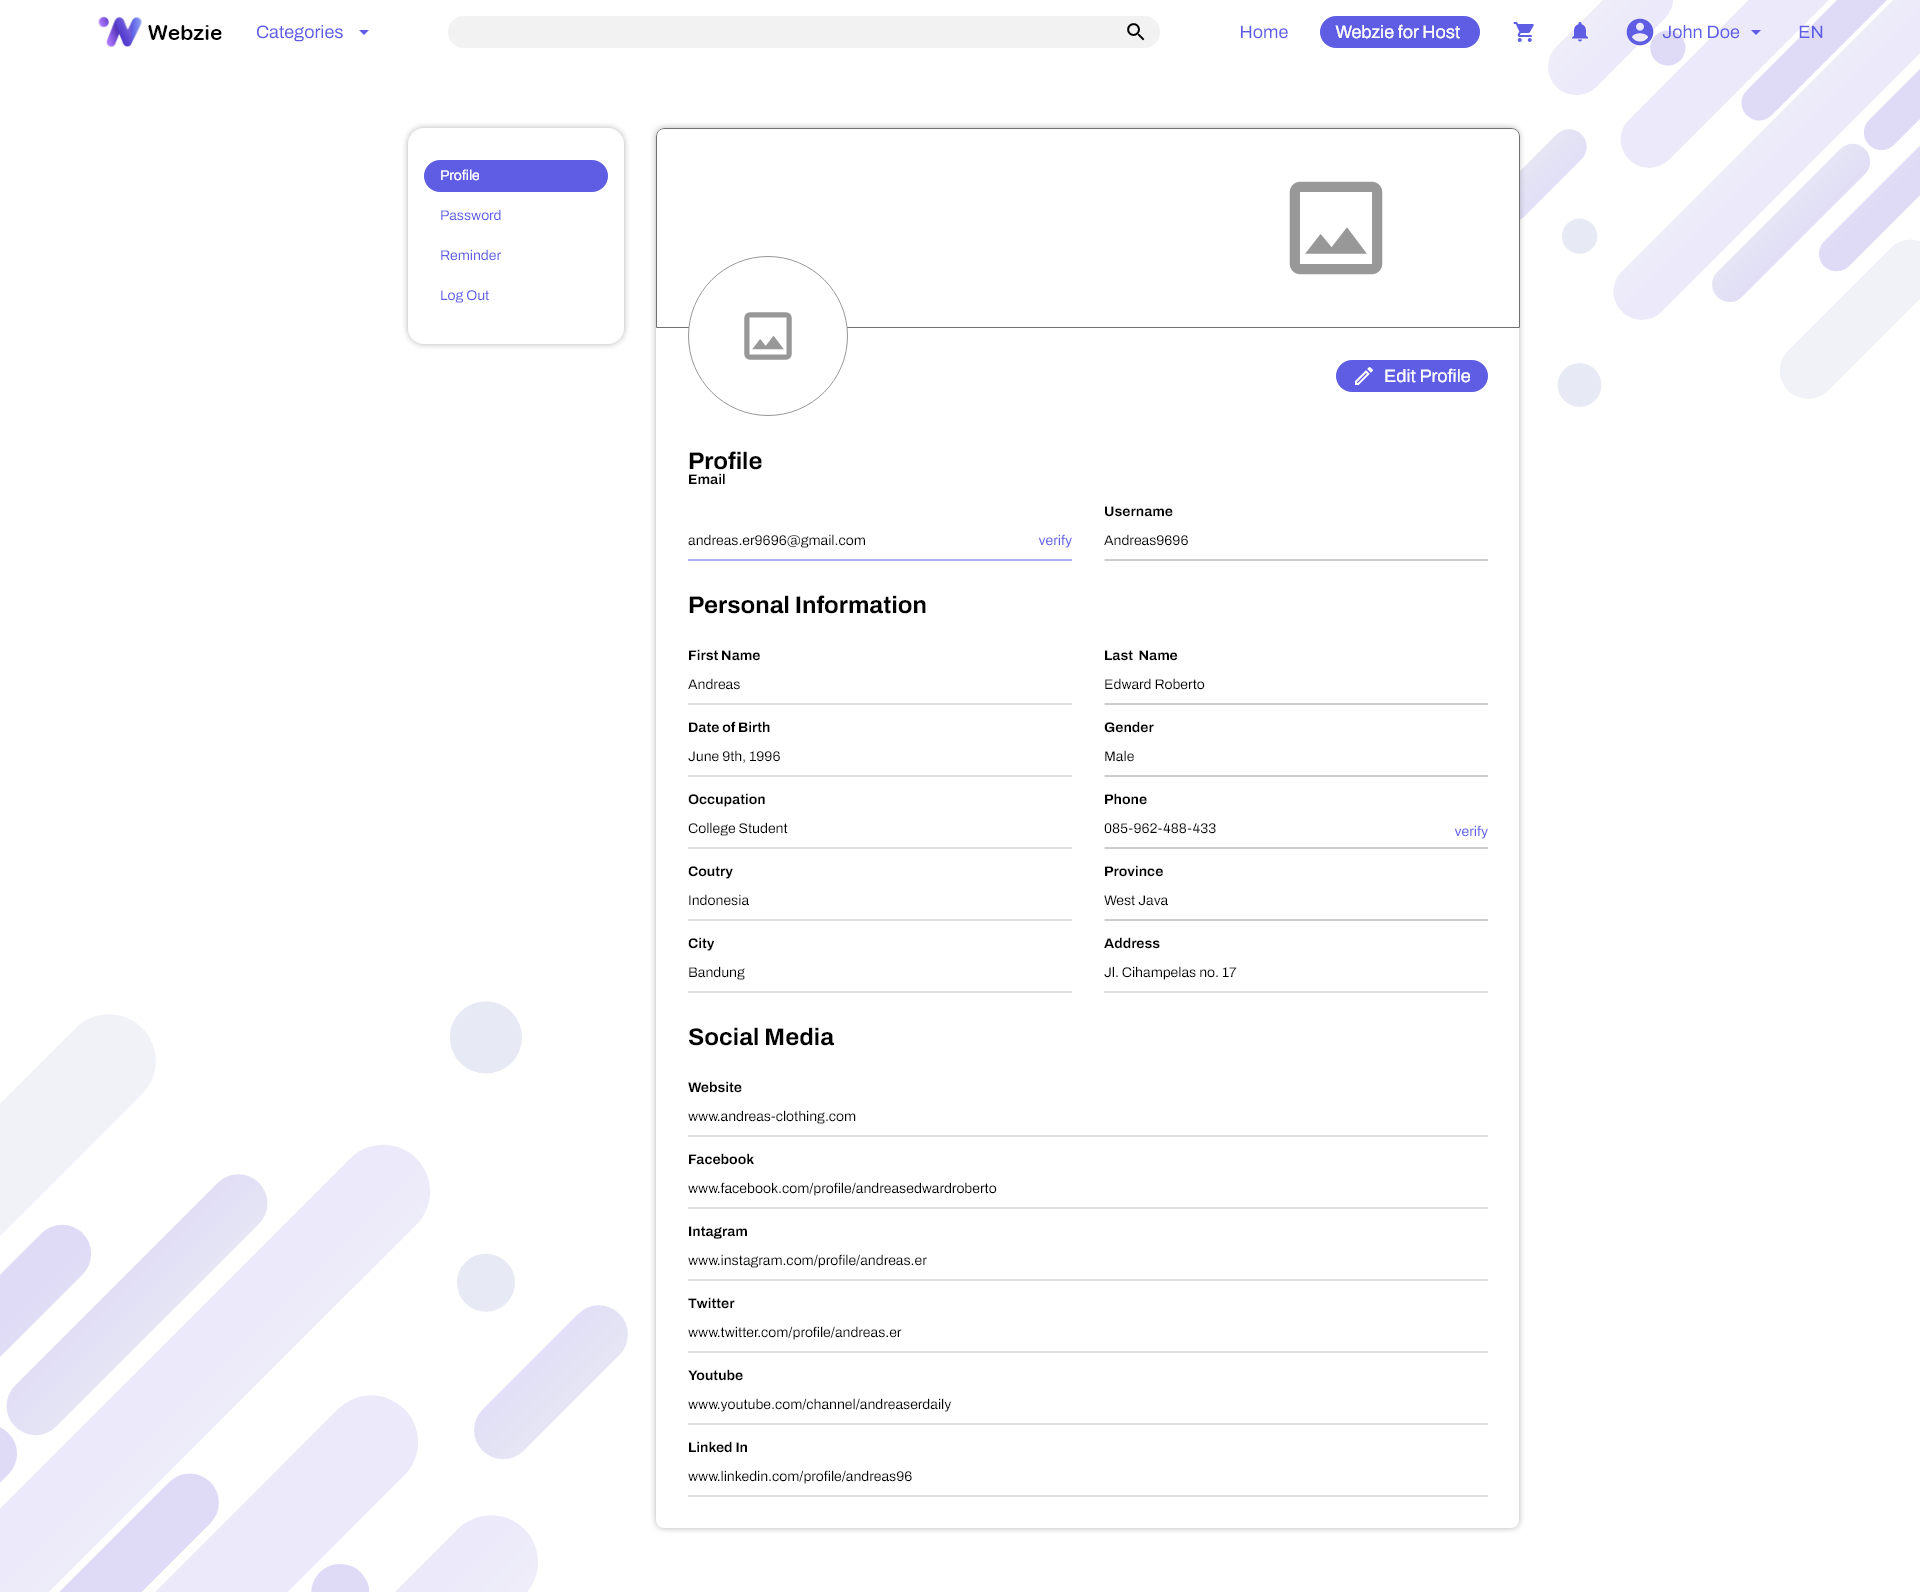 Webzie Categories Home Webzie for Host John Doe EN
Profile
Password
Reminder
Log Out
Edit Profile
Profile
Email
Username
andreas.er9696@gmail.com verify Andreas9696
Personal Information
First Name Last Name
Andreas Edward Roberto
Date of Birth Gender
June 9th, 1996 Male
Occupation Phone
College Student 085-962-488-433 verify
Coutry Province
Indonesia West Java
City Address
Bandung Jl. Cihampelas no. 17
Social Media
Website
www.andreas-clothing.com
Facebook
www.facebook.com/profile/andreasedwardroberto
Intagram
www.instagram.com/profile/andreas.er
Twitter
www.twitter.com/profile/andreas.er
Youtube
www.youtube.com/channel/andreaserdaily
Linked In
www.linkedin.com/profile/andreas96